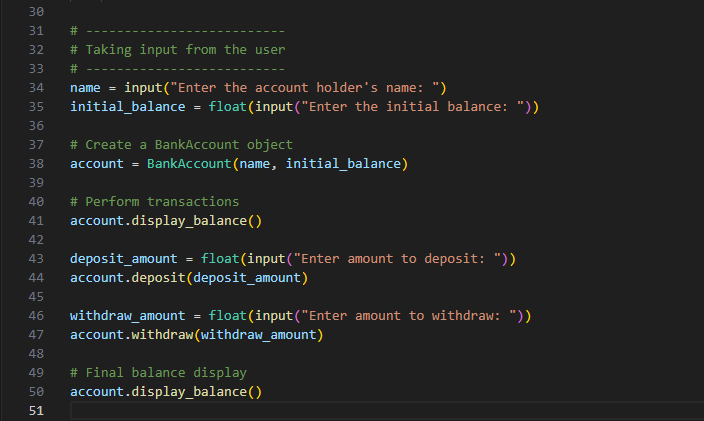 30
31 # -------------------------
32 # Taking input from the user
33 # -------------------------
34 name = input("Enter the account holder's name: ")
35 initial_balance = float(input("Enter the initial balance: "))
36
37 # Create a BankAccount object
38 account = BankAccount(name, initial_balance)
39
40 # Perform transactions
41 account.display_balance()
42
43 deposit_amount = float(input("Enter amount to deposit: "))
44 account.deposit(deposit_amount)
45
46 withdraw_amount = float(input("Enter amount to withdraw: "))
47 account.withdraw(withdraw_amount)
48
49 # Final balance display
50 account.display_balance()
51